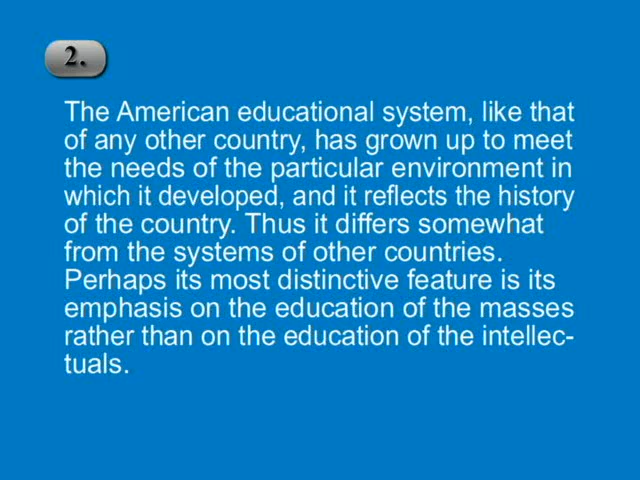 2.
The American educational system, like that
of any other country, has grown up to meet
the needs of the particular environment in
which it developed, and it reflects the history
of the country. Thus it differs somewhat
from the systems of other countries.
Perhaps its most distinctive feature is its
emphasis on the education of the masses
rather than on the education of the intellec-
tuals.